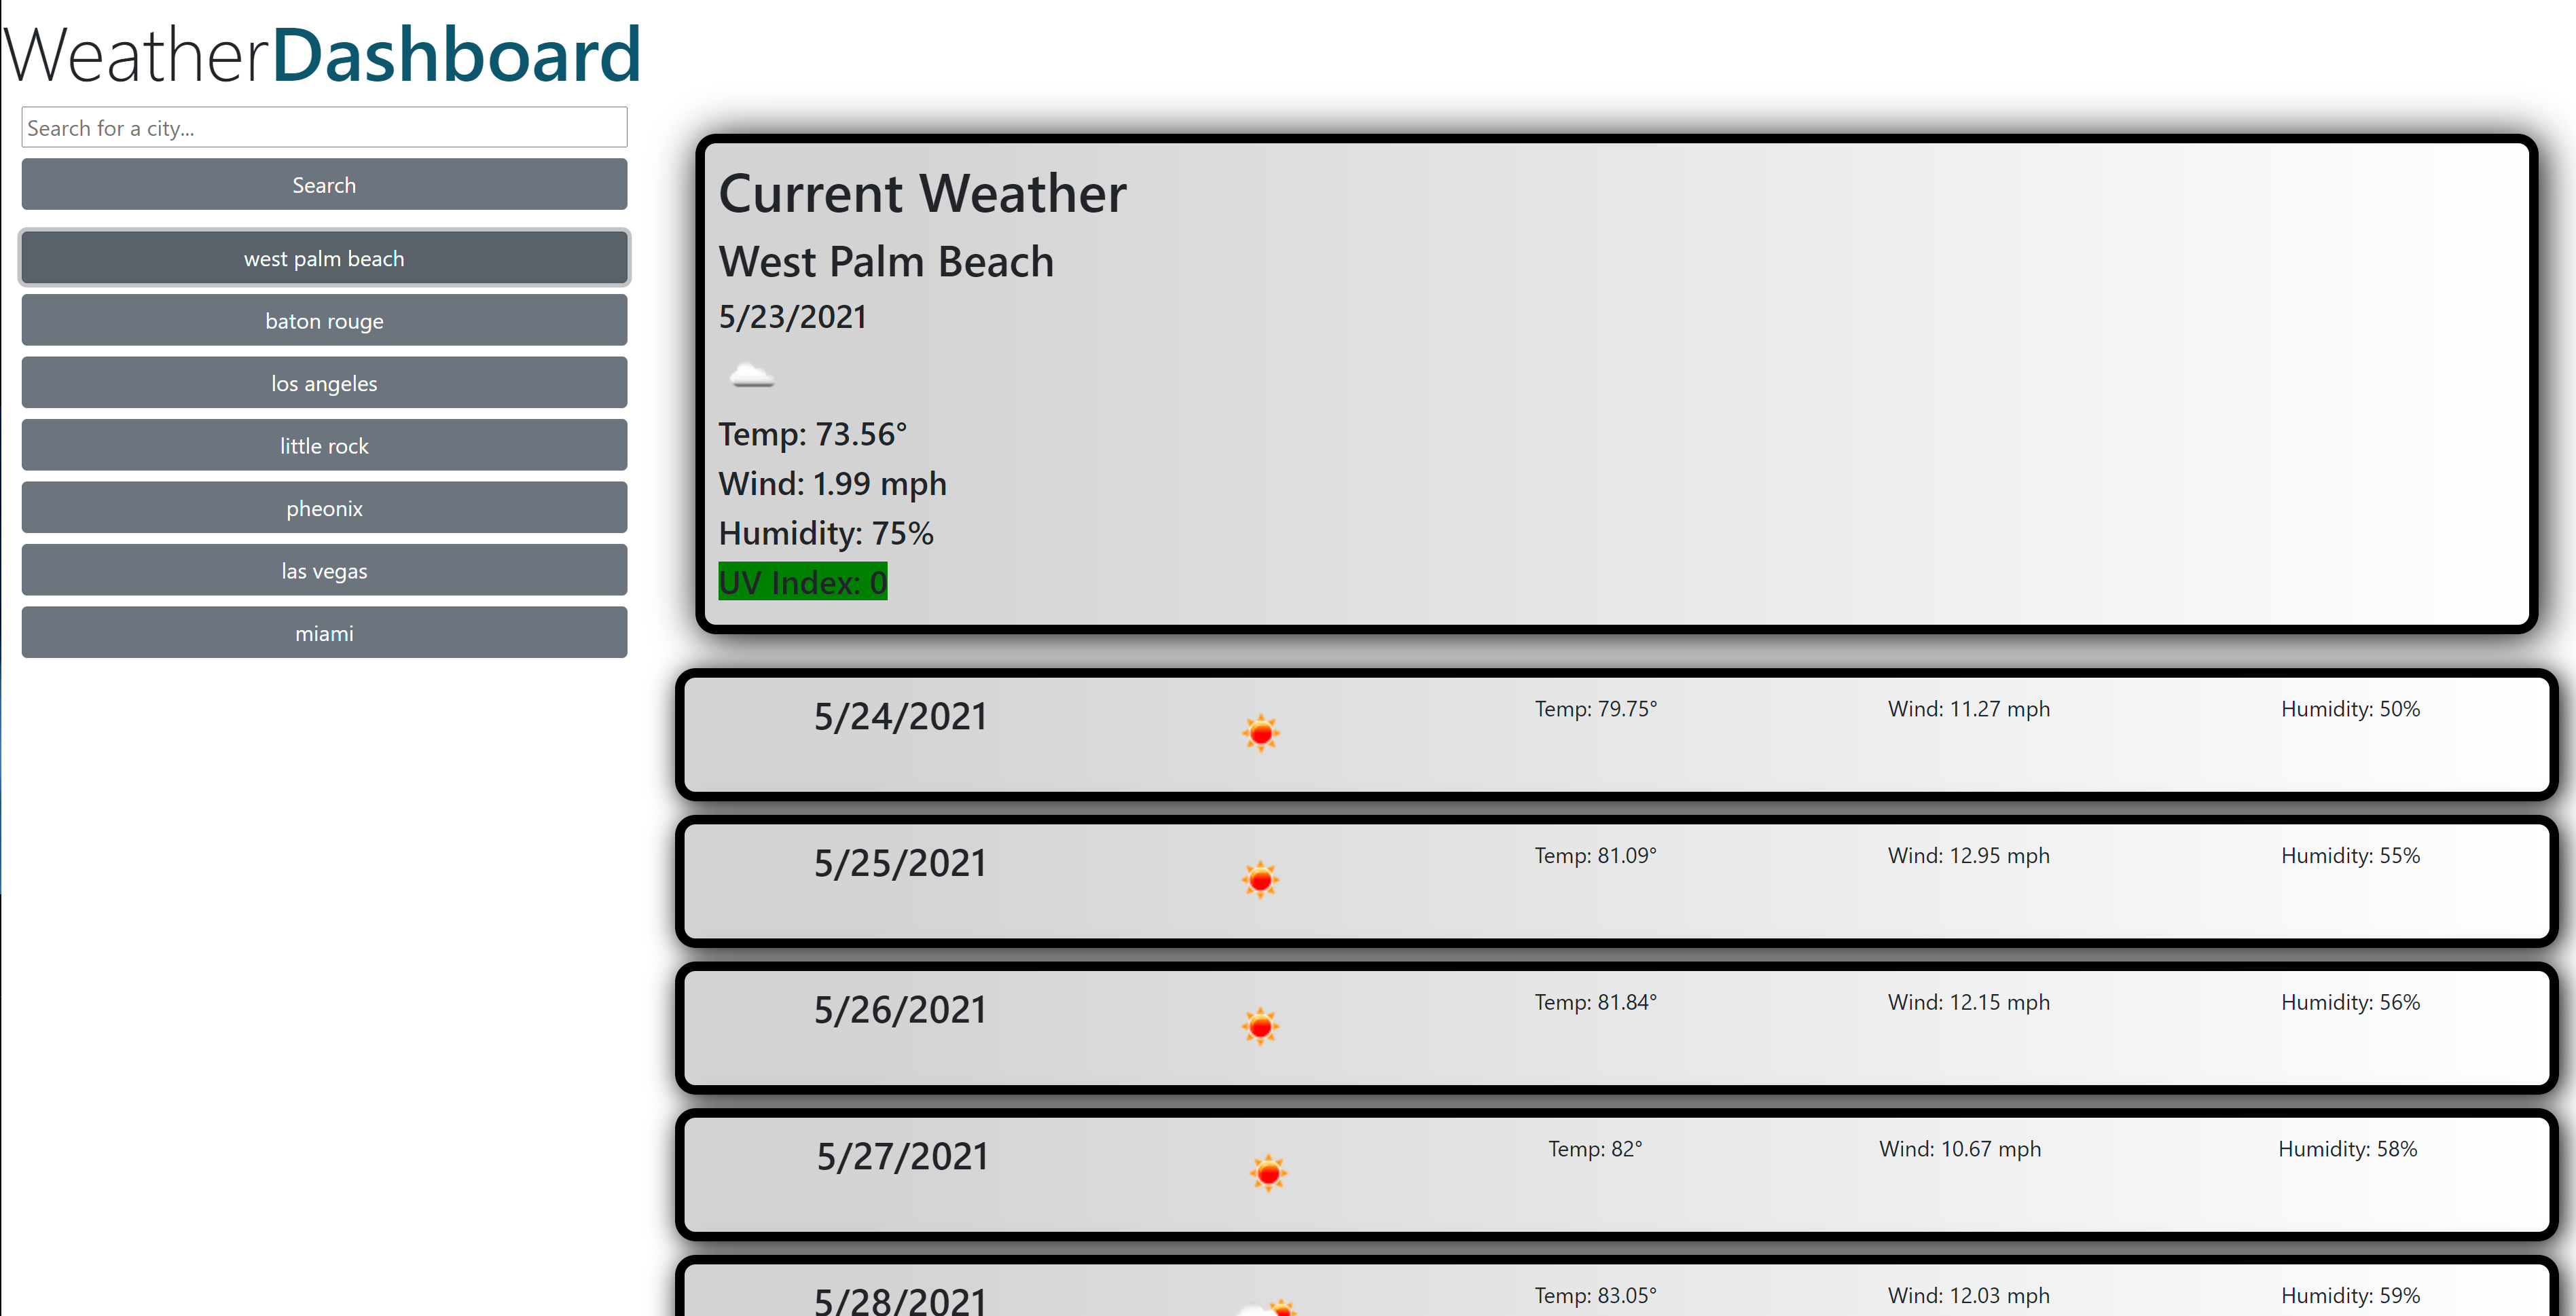 WeatherDashboard
Search for a city...
Search
west palm beach
baton rouge
los angeles
little rock
pheonix
las vegas
miami
Current Weather
West Palm Beach
5/23/2021
Temp: 73.56°
Wind: 1.99 mph
Humidity: 75%
UV Index: 0
5/24/2021 Temp: 79.75° Wind: 11.27 mph Humidity: 50%
5/25/2021 Temp: 81.09° Wind: 12.95 mph Humidity: 55%
5/26/2021 Temp: 81.84° Wind: 12.15 mph Humidity: 56%
5/27/2021 Temp: 82° Wind: 10.67 mph Humidity: 58%
5/28/2021 Temp: 83.05° Wind: 12.03 mph Humidity: 59%